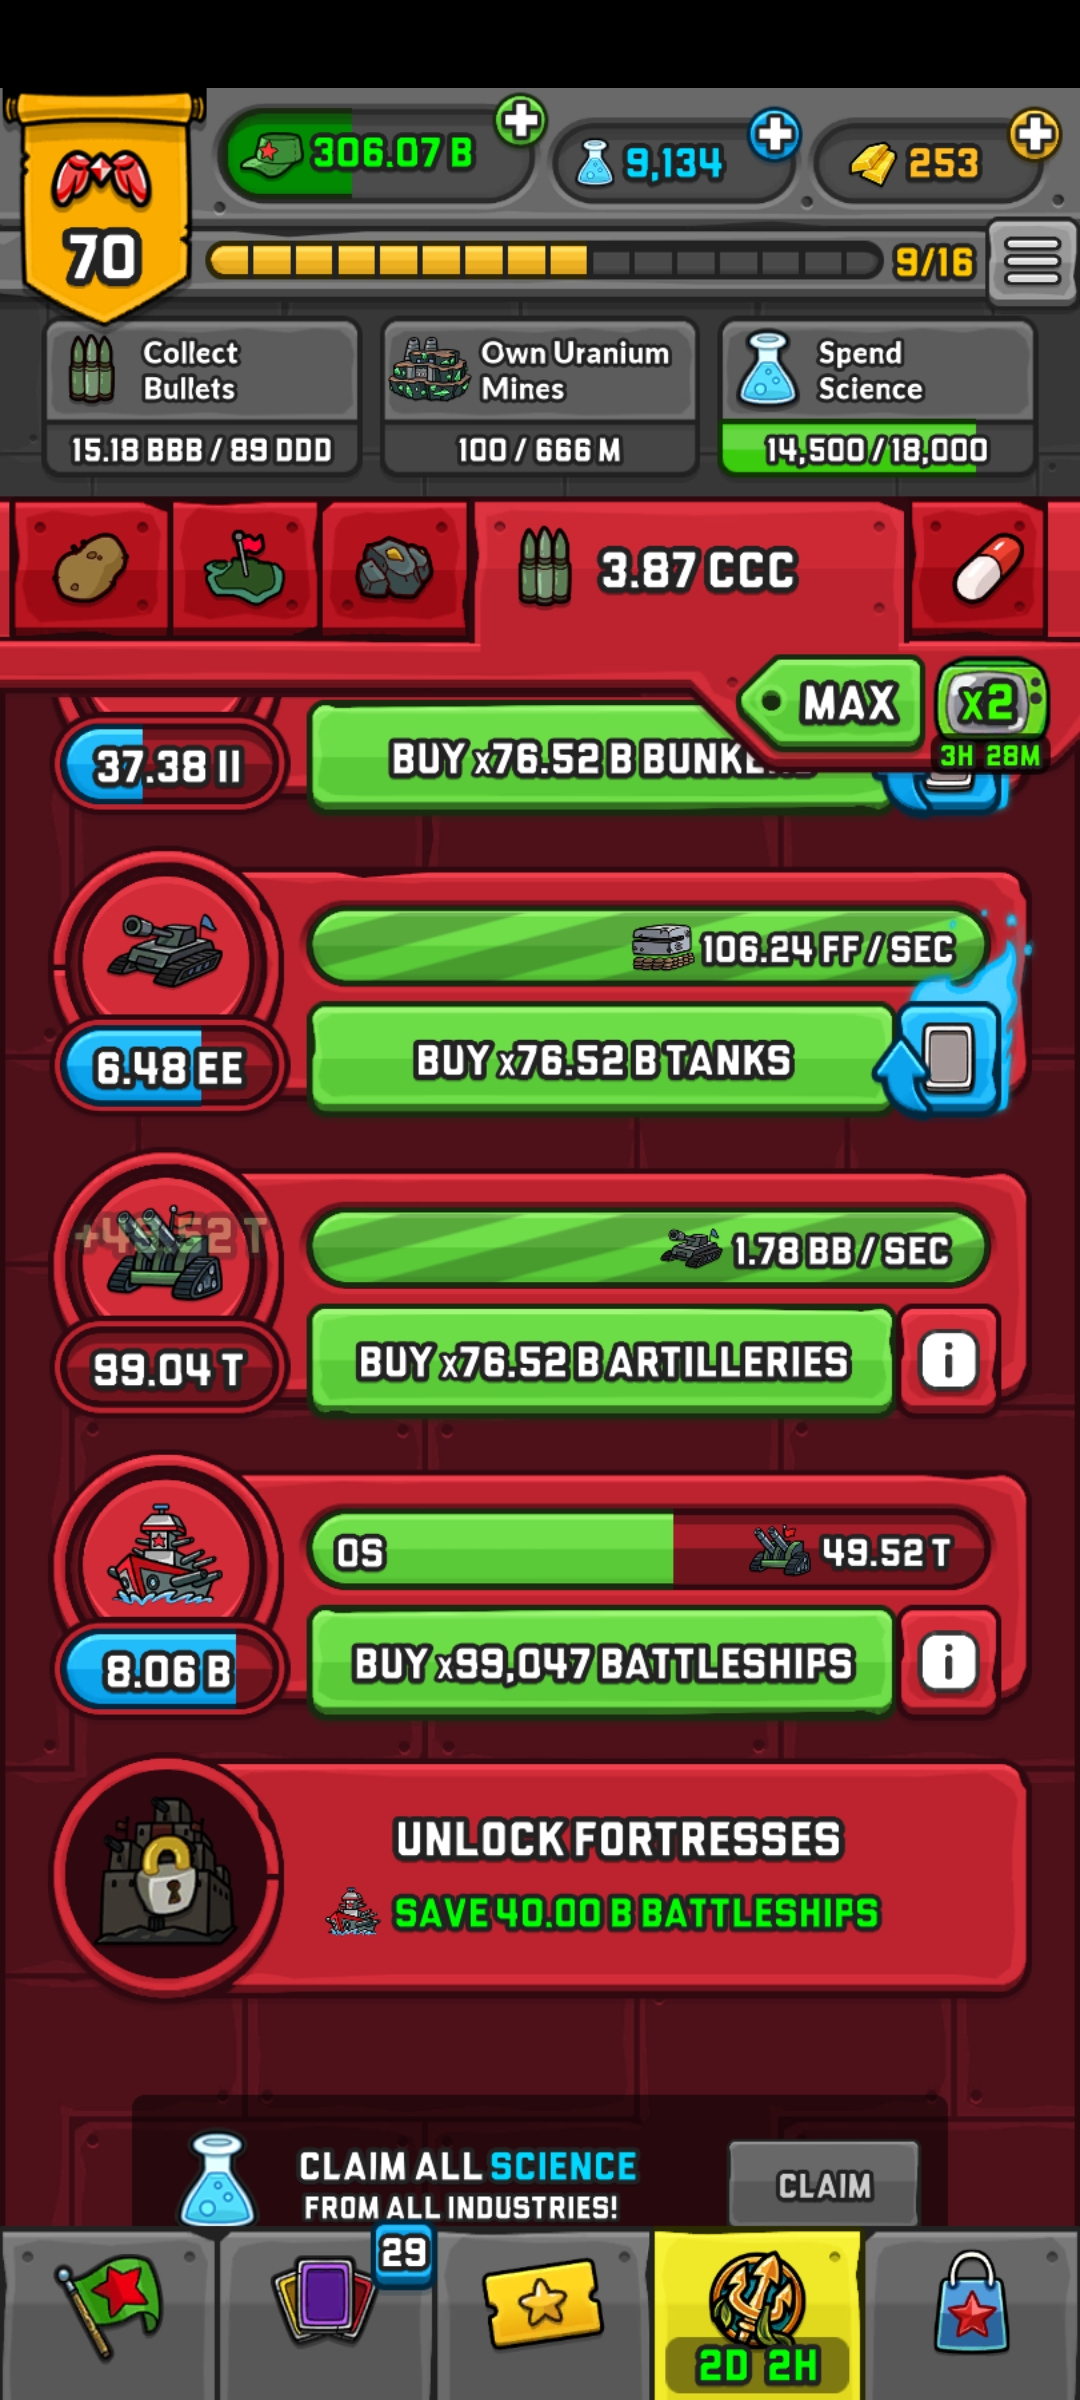 306.07 B
9,134
253
70
9/16
Collect
Bullets
15.18 BBB / 89 DDD
Own Uranium
Mines
100 / 666 M
Spend
Science
14,500 / 18,000
3.87 CCC
MAX
x2
3H 28M
37.38 II
BUY x76.52 B
106.24 FF / SEC
6.48 EE
BUY x76.52 B TANKS
+49.52 T
1.78 BB / SEC
99.04 T
BUY x76.52 B ARTILLERIES
i
0S
49.52 T
8.06 B
BUY x99,047 BATTLESHIPS
i
UNLOCK FORTRESSES
SAVE 40.00 B BATTLESHIPS
CLAIM ALL SCIENCE
FROM ALL INDUSTRIES!
CLAIM
29
2D 2H